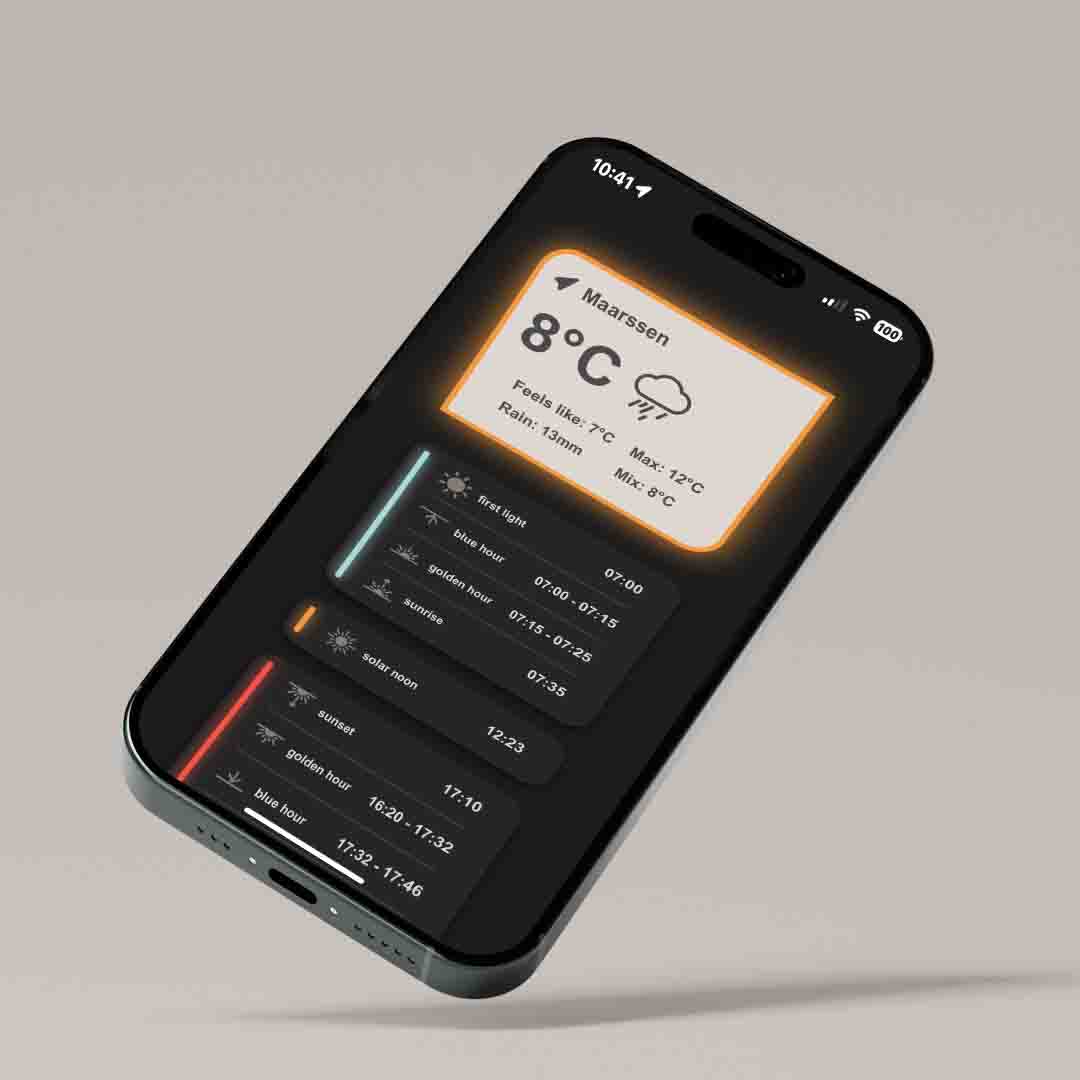 10:41
100
Maarssen
8°C
Feels like: 7°C Max: 12°C
Rain: 13mm Mix: 8°C
first light 07:00
blue hour 07:00 - 07:15
golden hour 07:15 - 07:25
sunrise 07:35
solar noon 12:23
sunset 17:10
golden hour 16:20 - 17:32
blue hour 17:32 - 17:46